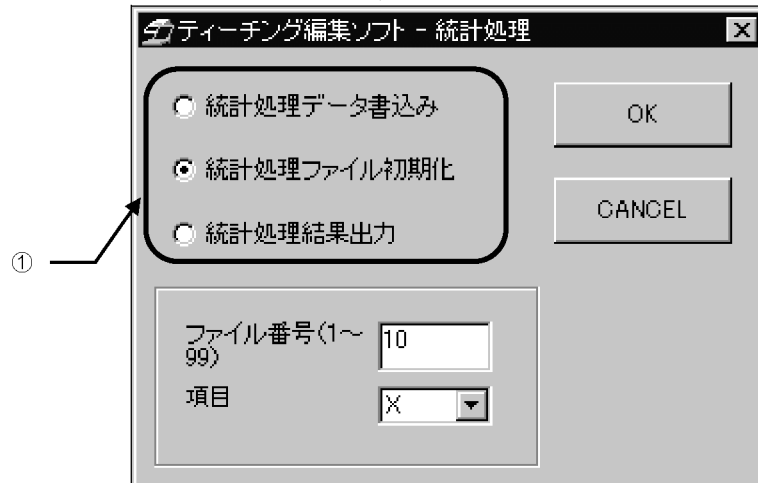 ティーチング編集ソフト - 統計処理
統計処理データ書込み
統計処理ファイル初期化
統計処理結果出力
OK
CANCEL
①
ファイル番号(1～
99)
10
項目
X